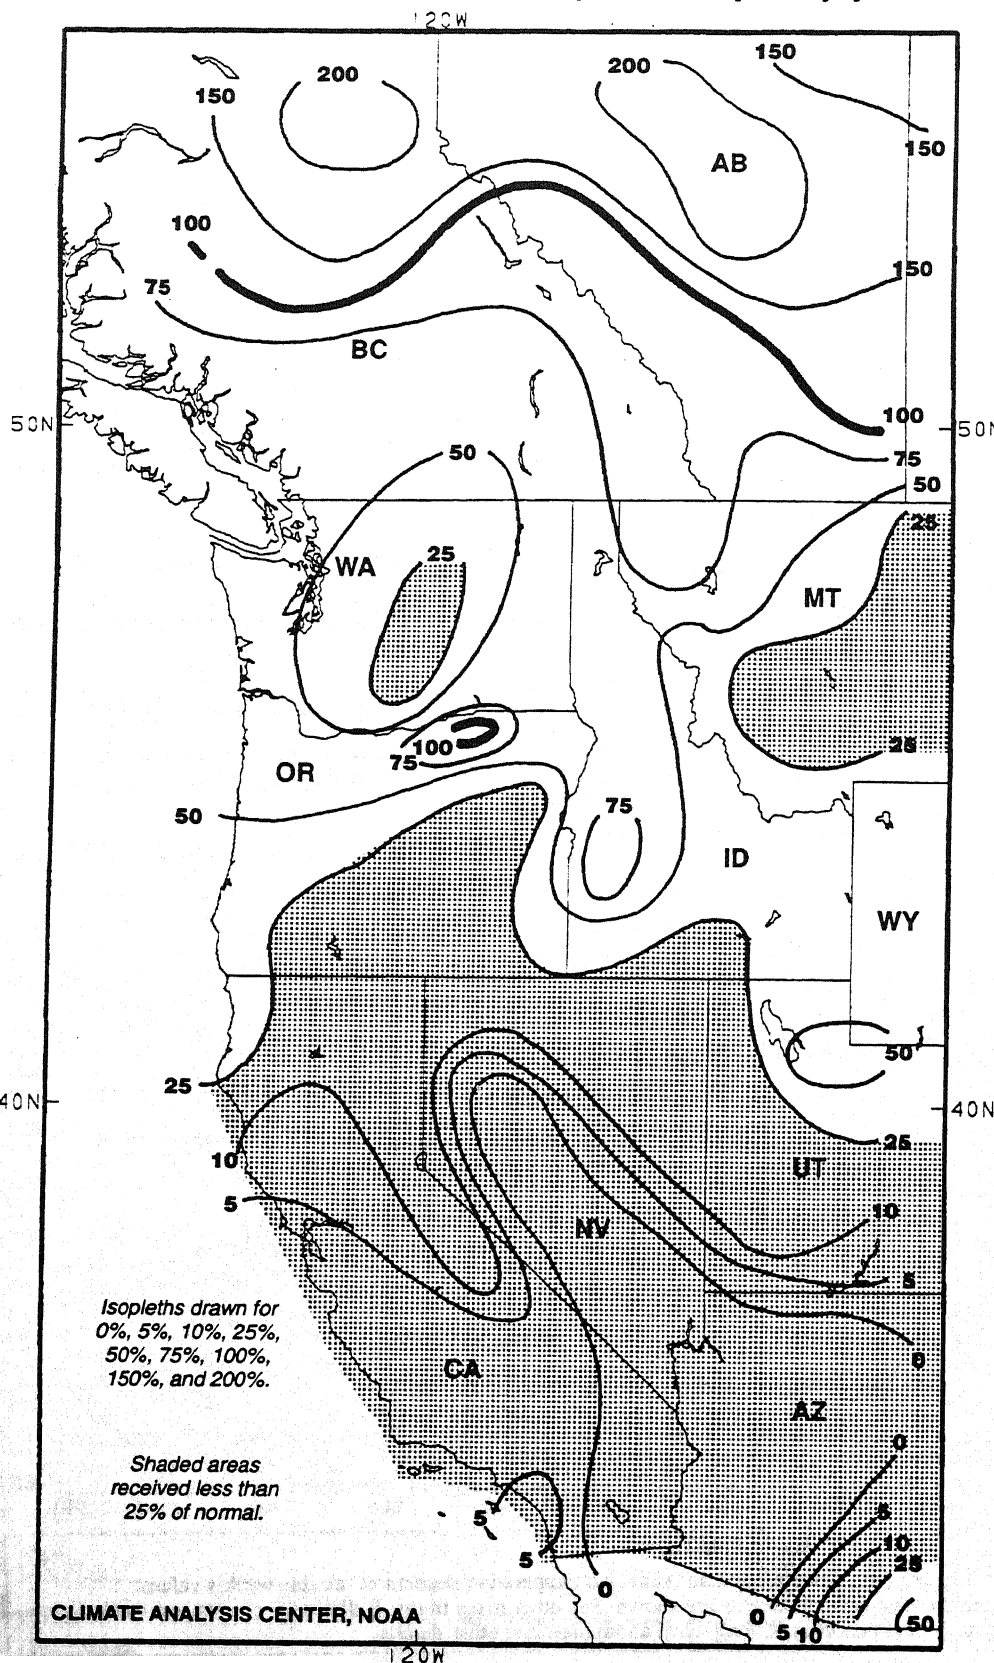 120W
150
200
200
150
150
AB
100
150
75
BC
50N
100
50N
75
50
50
25
25
WA
MT
100
75
25
OR
50
75
ID
WY
50
25
40N
40N
25
10
UT
5
10
NV
5
Isopleths drawn for
0%, 5%, 10%, 25%,
50%, 75%, 100%,
150%, and 200%.
0
CA
AZ
0
Shaded areas
received less than
25% of normal.
5
5
10
5
25
0
0
50
5
10
CLIMATE ANALYSIS CENTER, NOAA
120W